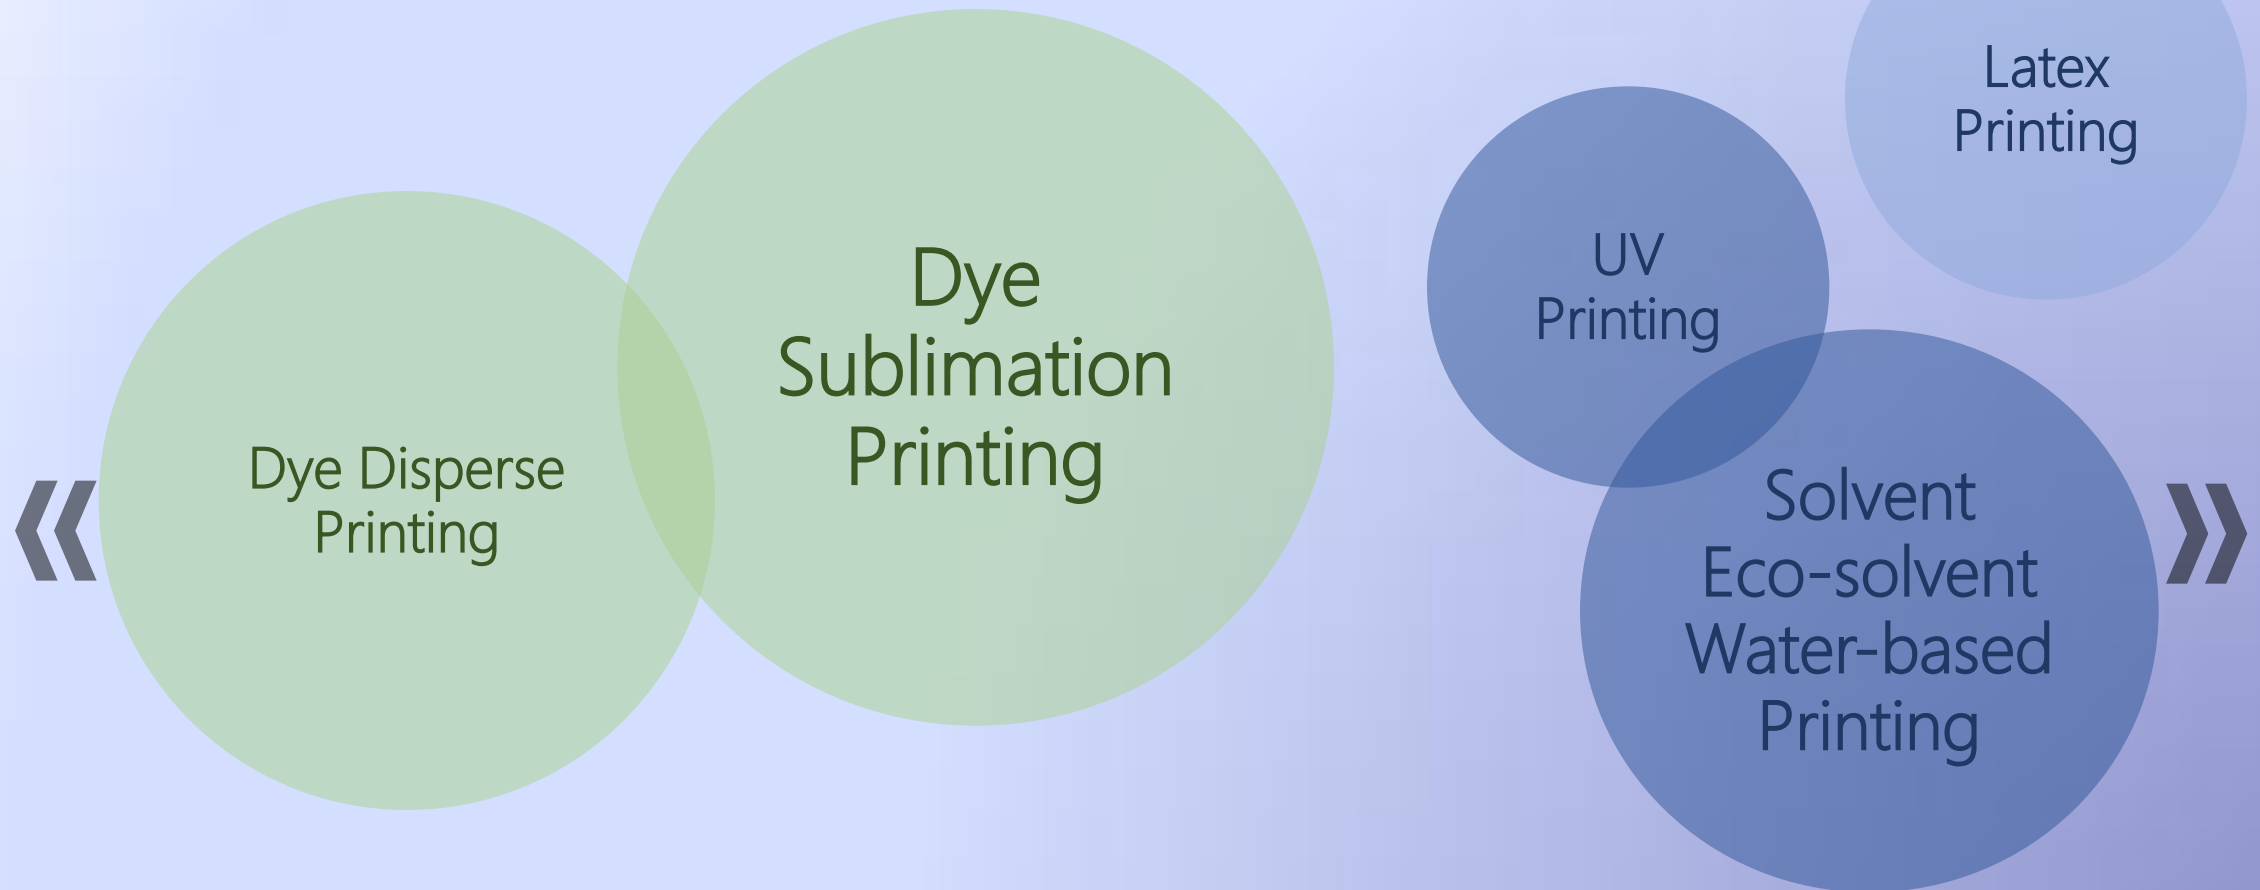 Dye Disperse
Printing
Dye
Sublimation
Printing
UV
Printing
Latex
Printing
Solvent
Eco-solvent
Water-based
Printing